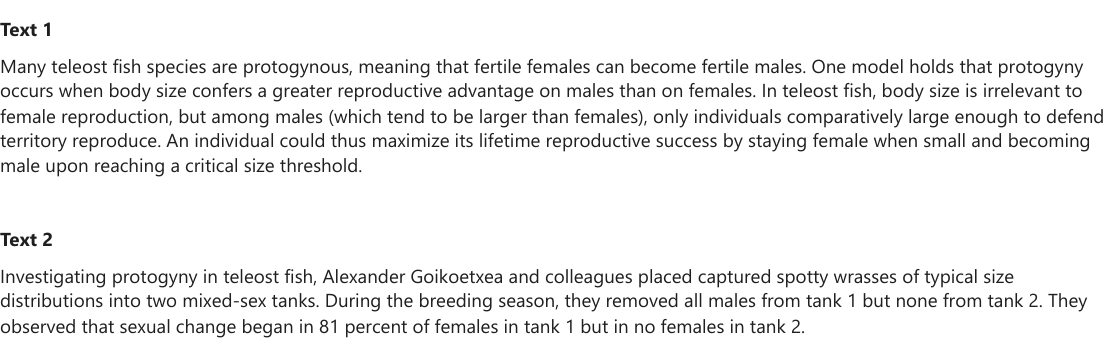 Text 1
Many teleost fish species are protogynous, meaning that fertile females can become fertile males. One model holds that protogyny
occurs when body size confers a greater reproductive advantage on males than on females. In teleost fish, body size is irrelevant to
female reproduction, but among males (which tend to be larger than females), only individuals comparatively large enough to defend
territory reproduce. An individual could thus maximize its lifetime reproductive success by staying female when small and becoming
male upon reaching a critical size threshold.
Text 2
Investigating protogyny in teleost fish, Alexander Goikoetxea and colleagues placed captured spotty wrasses of typical size
distributions into two mixed-sex tanks. During the breeding season, they removed all males from tank 1 but none from tank 2. They
observed that sexual change began in 81 percent of females in tank 1 but in no females in tank 2.